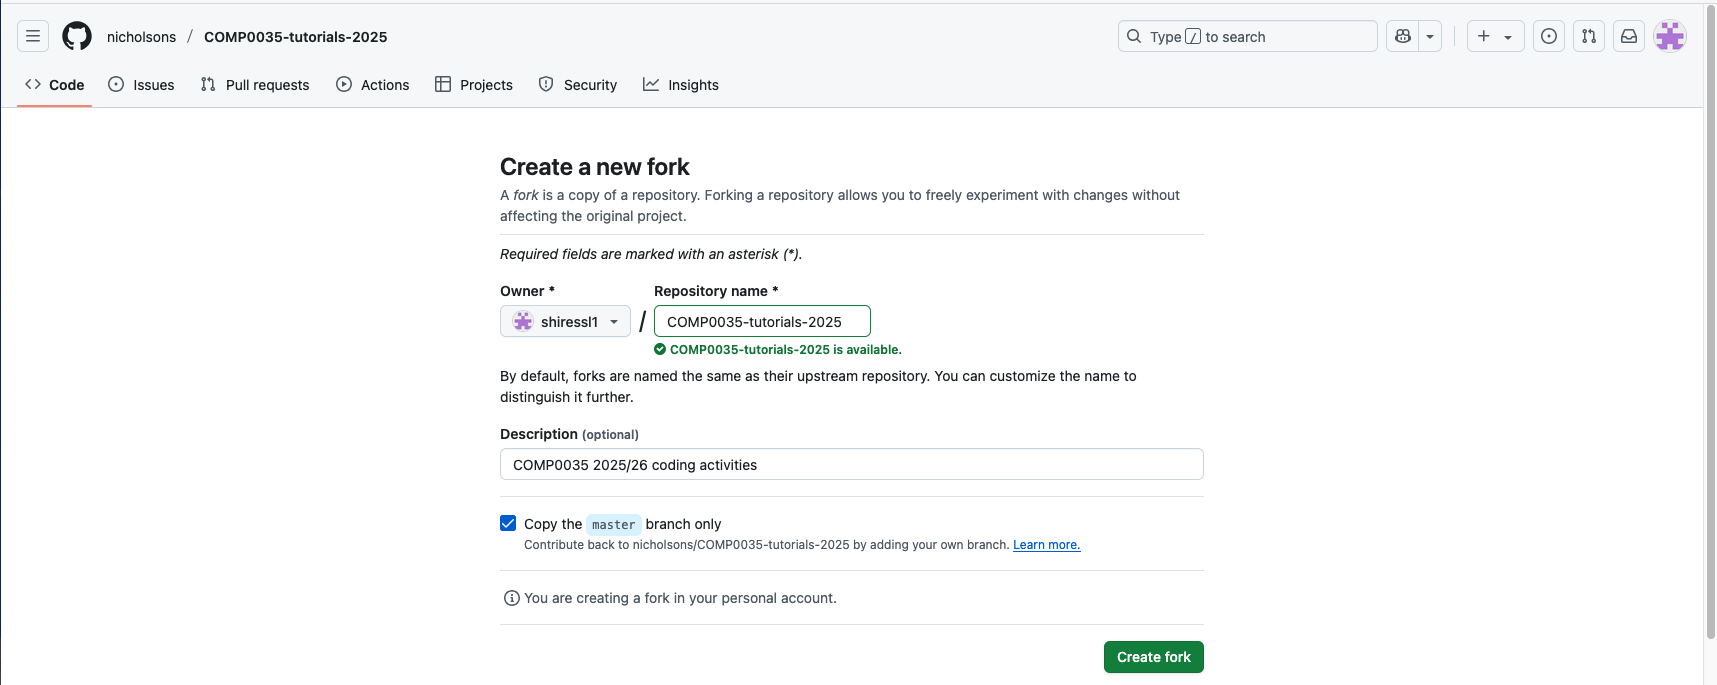 nicholsons / COMP0035-tutorials-2025
Type / to search
Code Issues Pull requests Actions Projects Security Insights
Create a new fork
A fork is a copy of a repository. Forking a repository allows you to freely experiment with changes without
affecting the original project.
Required fields are marked with an asterisk (*).
Owner * Repository name *
shiressl1 / COMP0035-tutorials-2025
COMP0035-tutorials-2025 is available.
By default, forks are named the same as their upstream repository. You can customize the name to
distinguish it further.
Description (optional)
COMP0035 2025/26 coding activities
Copy the master branch only
Contribute back to nicholsons/COMP0035-tutorials-2025 by adding your own branch. Learn more.
You are creating a fork in your personal account.
Create fork